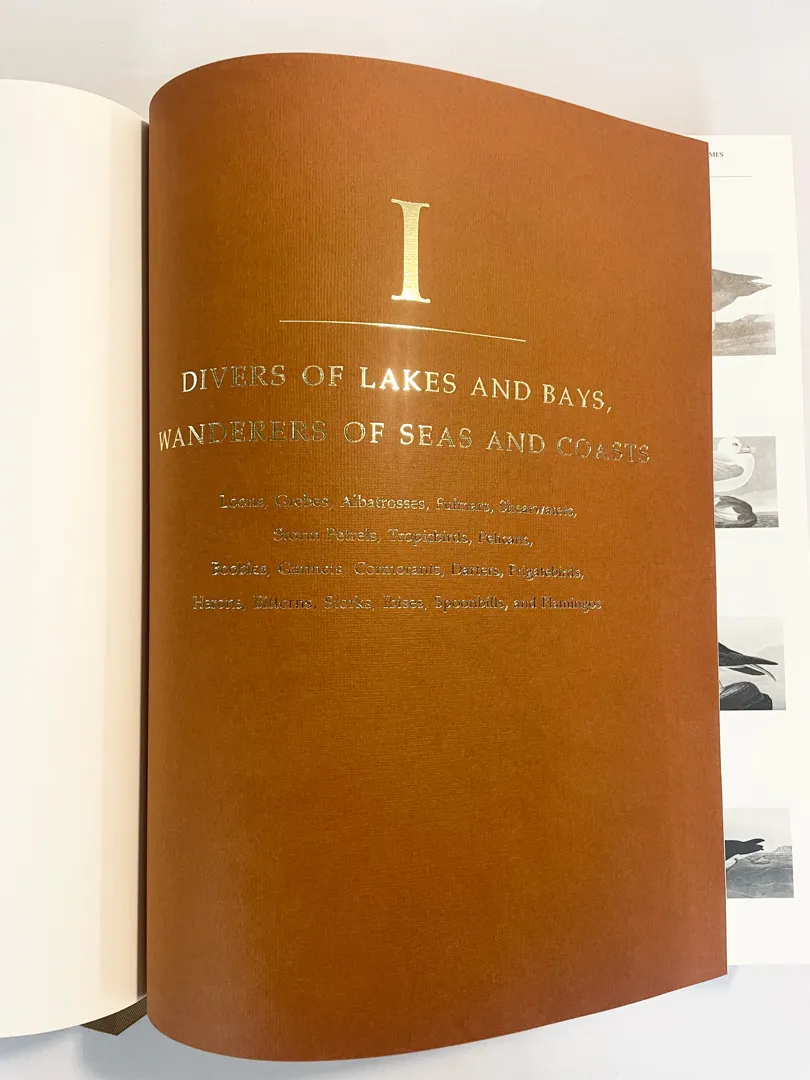 I
DIVERS OF LAKES AND BAYS,
WANDERERS OF SEAS AND COASTS
Loons, Grebes, Albatrosses, Fulmars, Shearwaters,
Storm Petrels, Tropicbirds, Pelicans,
Boobies, Gannets, Cormorants, Darters, Frigatebirds,
Herons, Bitterns, Storks, Ibises, Spoonbills, and Flamingos